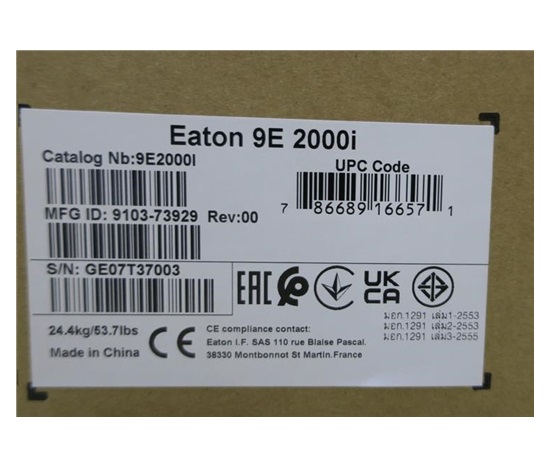 Eaton 9E 2000i
Catalog Nb:9E2000I
UPC Code
7 86689 16657 1
MFG ID: 9103-73929 Rev:00
S/N: GE07T37003
EAC
UK
CA
มอก.1291 เล่ม1-2553
มอก.1291 เล่ม2-2553
มอก.1291 เล่ม3-2555
24.4kg/53.7lbs
Made in China
CE
CE compliance contact:
Eaton I.F. SAS 110 rue Blaise Pascal.
38330 Montbonnot St Martin.France